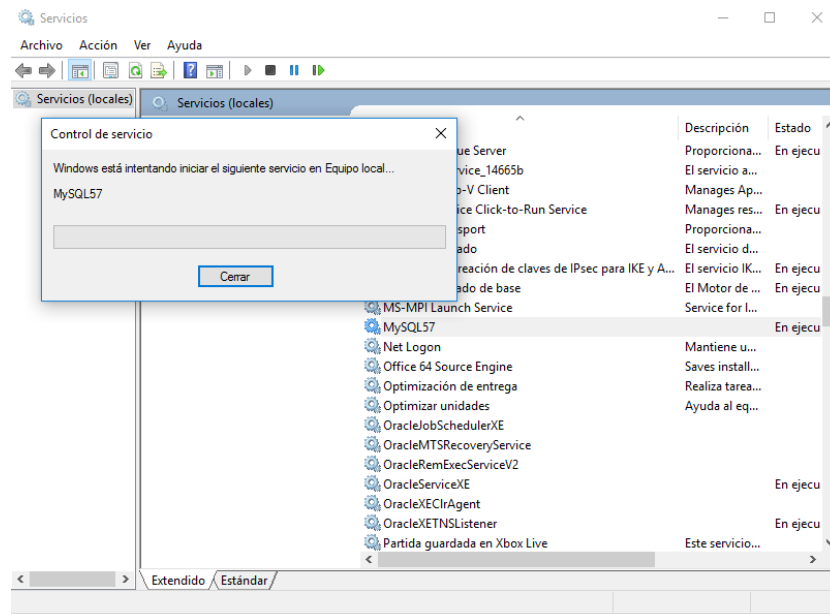 Servicios
Archivo Acción Ver Ayuda
Servicios (locales)
Servicios (locales)
Control de servicio
Windows está intentando iniciar el siguiente servicio en Equipo local...
MySQL57
Cerrar
Descripción Estado
ue Server Proporciona... En ejecu
vice_14665b El servicio a...
-V Client Manages Ap...
ice Click-to-Run Service Manages res... En ejecu
sport Proporciona...
ado El servicio d...
reación de claves de IPsec para IKE y A... El servicio IK... En ejecu
ado de base El Motor de ... En ejecu
MS-MPI Launch Service Service for l...
MySQL57 En ejecu
Net Logon Mantiene u...
Office 64 Source Engine Saves install...
Optimización de entrega Realiza tarea...
Optimizar unidades Ayuda al eq...
OracleJobSchedulerXE
OracleMTSRecoveryService
OracleRemExecServiceV2
OracleServiceXE En ejecu
OracleXEClrAgent
OracleXETNSListener En ejecu
Partida guardada en Xbox Live Este servicio...
Extendido Estándar